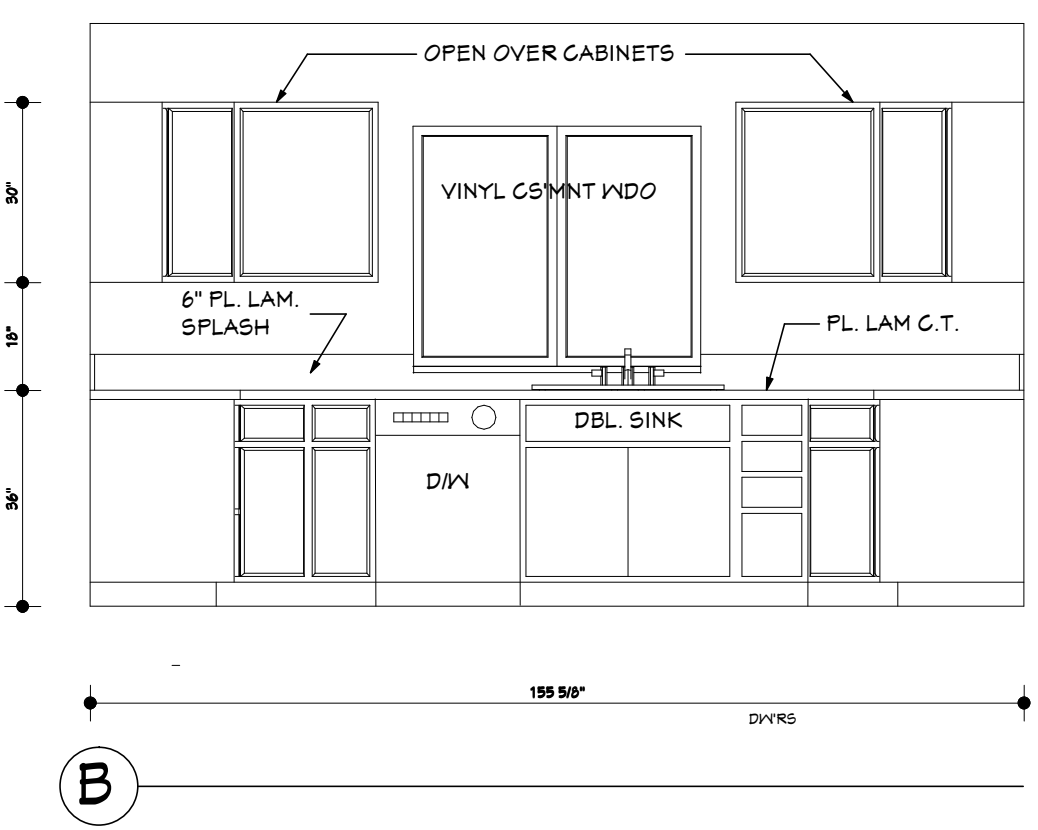 OPEN OVER CABINETS
30"
VINYL CS'MNT WDO
6" PL. LAM.
SPLASH
18"
PL. LAM C.T.
DBL. SINK
D/W
36"
155 5/8"
DW'RS
B